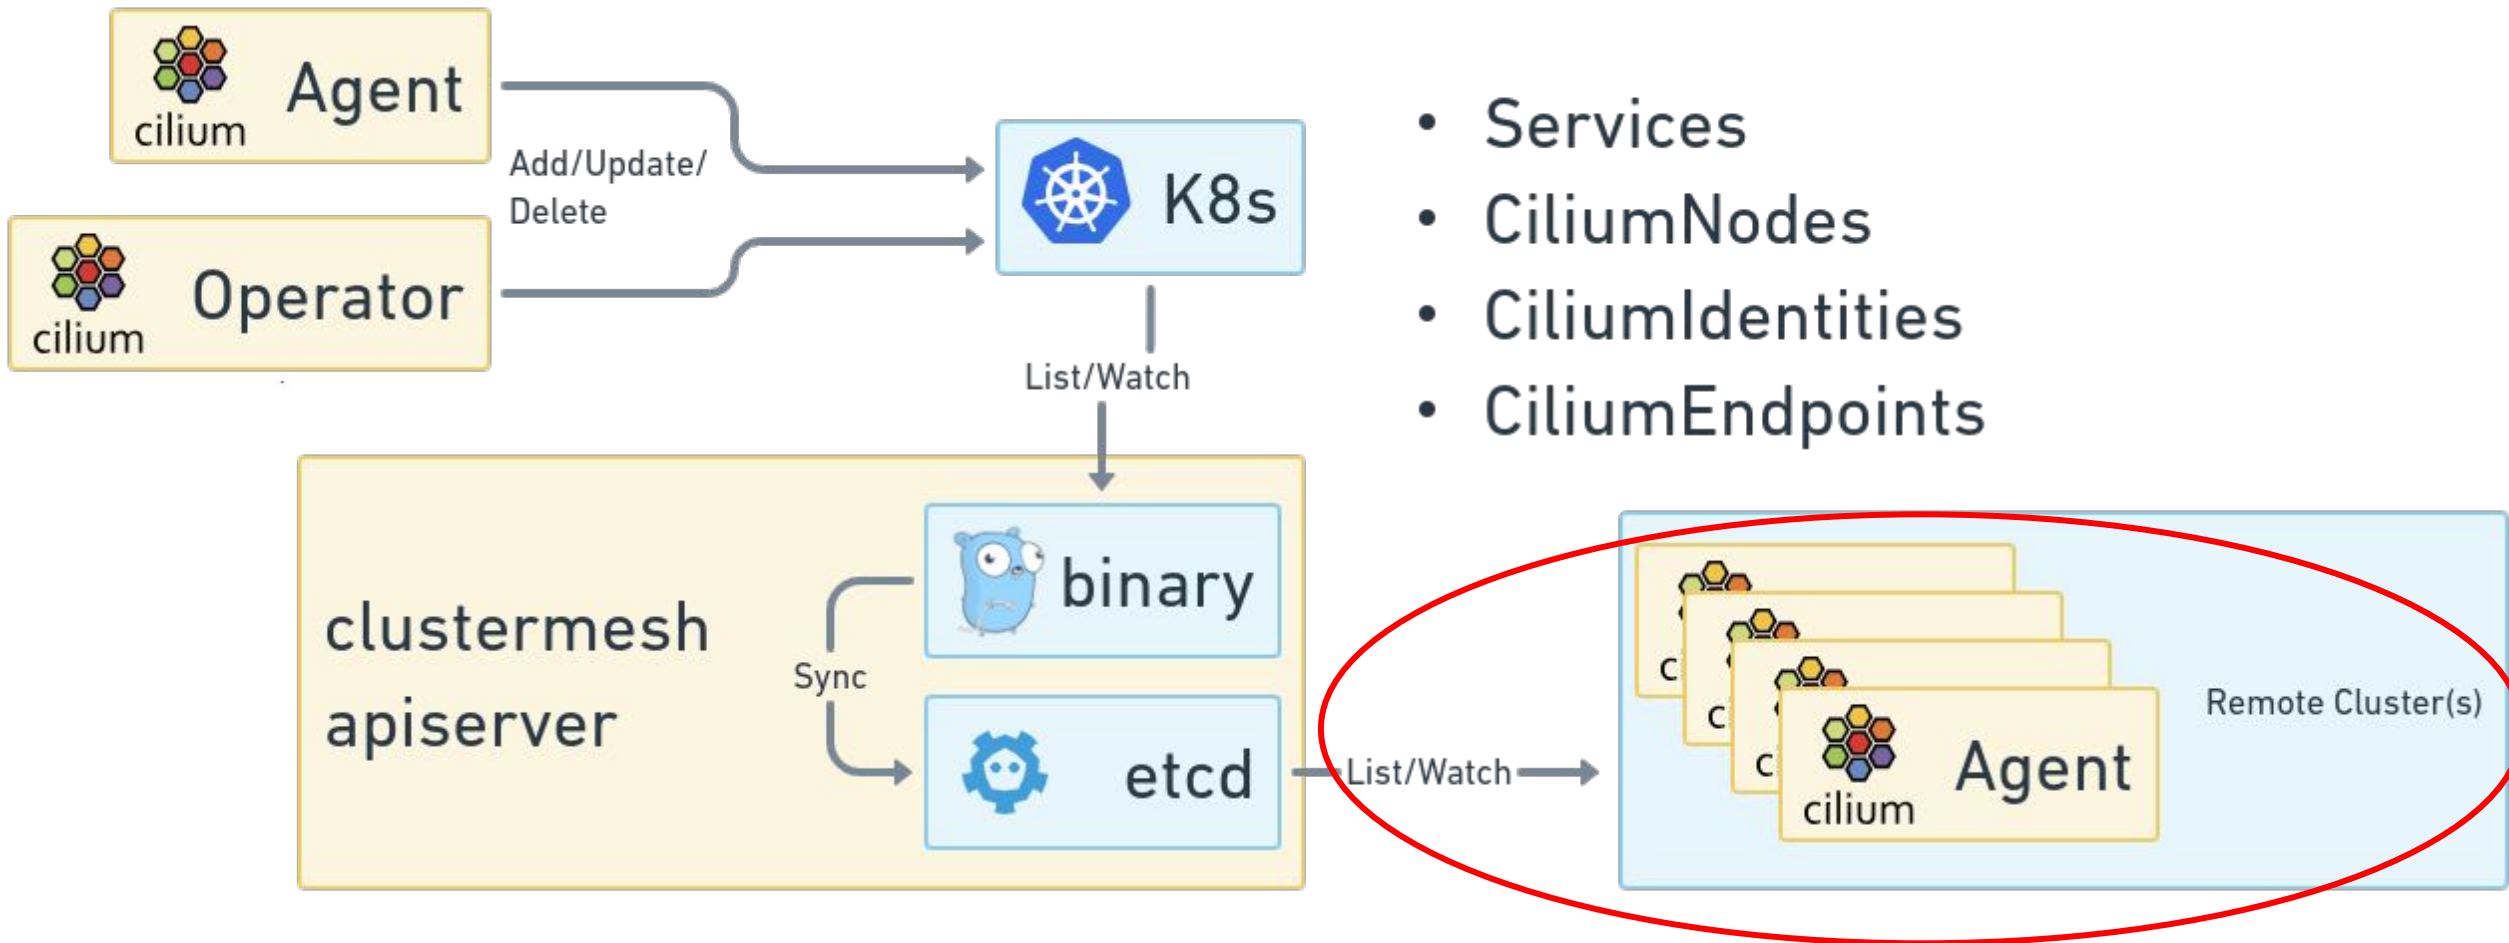 cilium
Agent
Add/Update/
Delete
cilium
Operator
K8s
• Services
• CiliumNodes
• CiliumIdentities
• CiliumEndpoints
List/Watch
clustermesh
apiserver
binary
Sync
etcd
List/Watch
c
c
c
cilium
Agent
Remote Cluster(s)